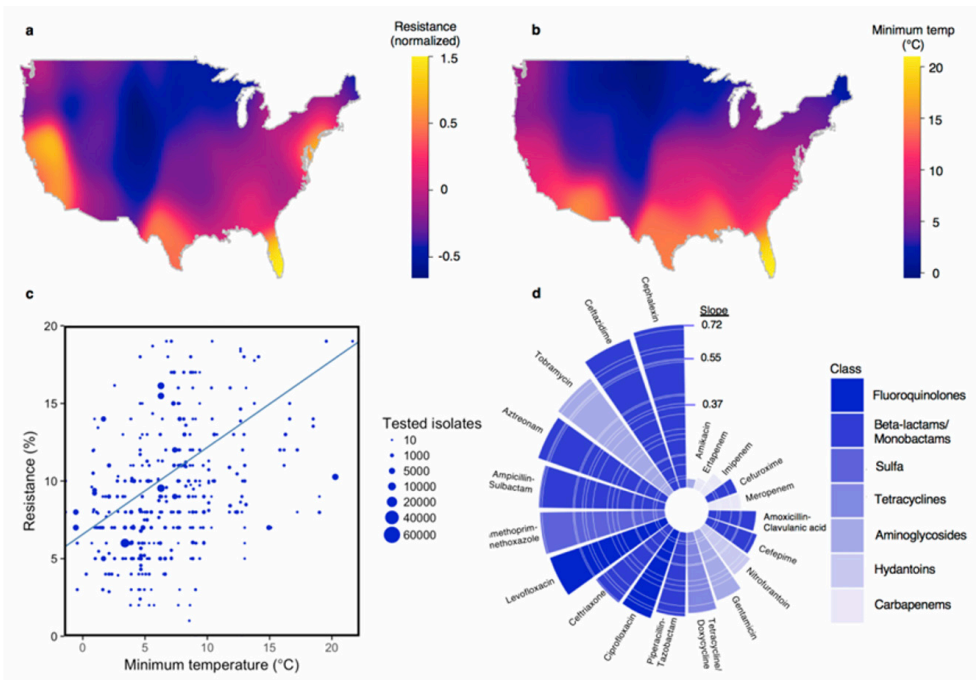 a
Resistance
(normalized)
1.5
0.5
0
-0.5
b
Minimum temp
(°C)
20
15
10
5
0
c
20
15
10
5
0
Resistance (%)
0
5
10
15
20
Minimum temperature (°C)
Tested isolates
10
1000
5000
10000
20000
40000
60000
d
Slope
0.72
0.55
0.37
Cephalexin
Ceftazidime
Tobramycin
Aztreonam
Ampicillin-
Sulbactam
methoprim-
nethoxazole
Levofloxacin
Ceftriaxone
Ciprofloxacin
Piperacillin-
Tazobactam
Tetracycline/
Doxycycline
Gentamicin
Nitrofurantoin
Cefepime
Amoxicillin-
Clavulanic acid
Meropenem
Cefuroxime
Imipenem
Ertapenem
Amikacin
Class
Fluoroquinolones
Beta-lactams/
Monobactams
Sulfa
Tetracyclines
Aminoglycosides
Hydantoins
Carbapenems